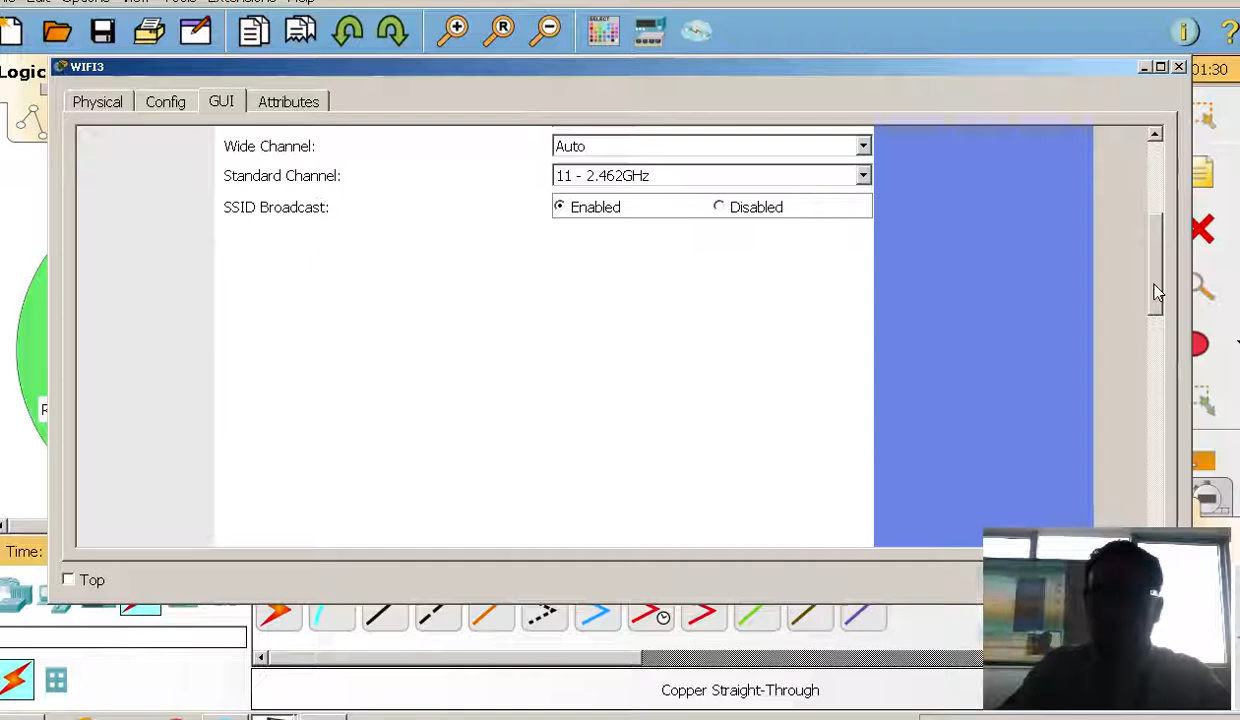 Logic
WIFI3
01:30
Physical
Config
GUI
Attributes
Wide Channel:
Auto
Standard Channel:
11 - 2.462GHz
SSID Broadcast:
Enabled
Disabled
R
Time:
Top
Copper Straight-Through